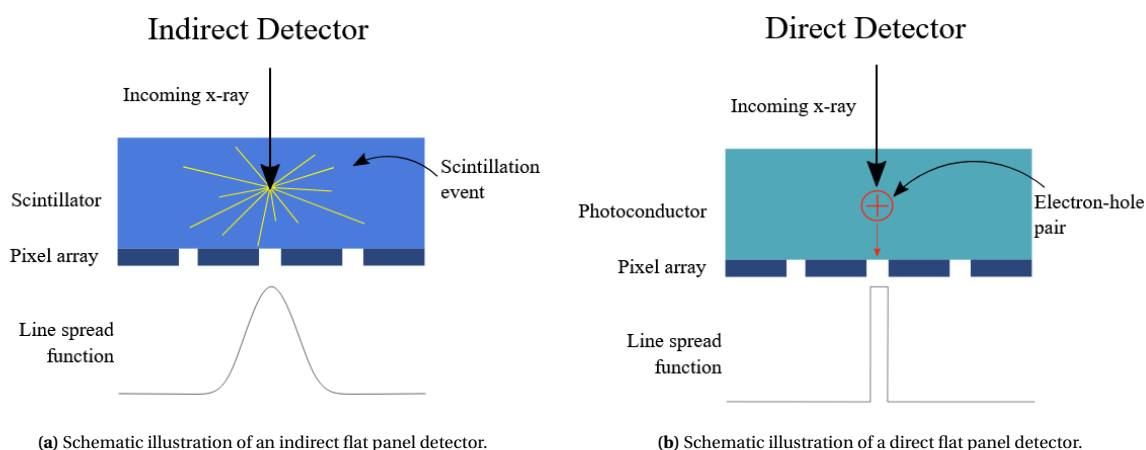 Indirect Detector
Incoming x-ray
Scintillation
event
Scintillator
Pixel array
Line spread
function
(a) Schematic illustration of an indirect flat panel detector.
Direct Detector
Incoming x-ray
Photoconductor
Electron-hole
pair
Pixel array
Line spread
function
(b) Schematic illustration of a direct flat panel detector.